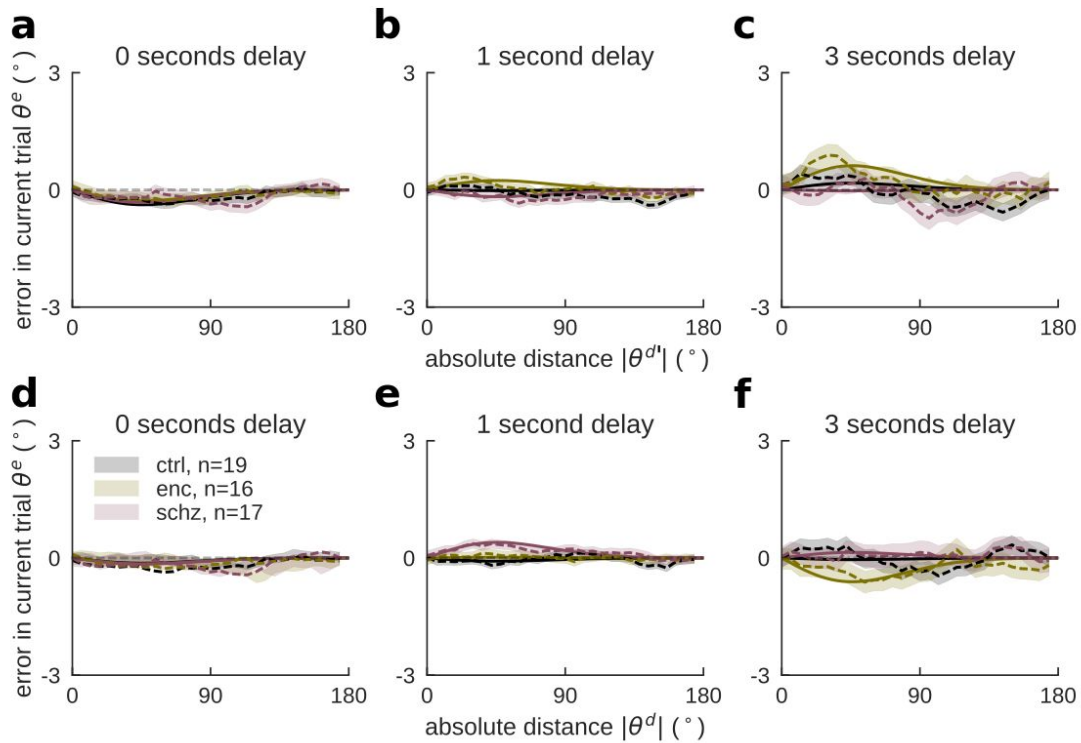 a
b
c
0 seconds delay
1 second delay
3 seconds delay
error in current trial θᵉ (°)
3
0
-3
0
90
180
3
0
-3
0
90
180
3
0
-3
0
90
180
absolute distance |θᵈ'| (°)
d
e
f
0 seconds delay
1 second delay
3 seconds delay
error in current trial θᵉ (°)
3
0
-3
0
90
180
ctrl, n=19
enc, n=16
schz, n=17
3
0
-3
0
90
180
3
0
-3
0
90
180
absolute distance |θᵈ| (°)